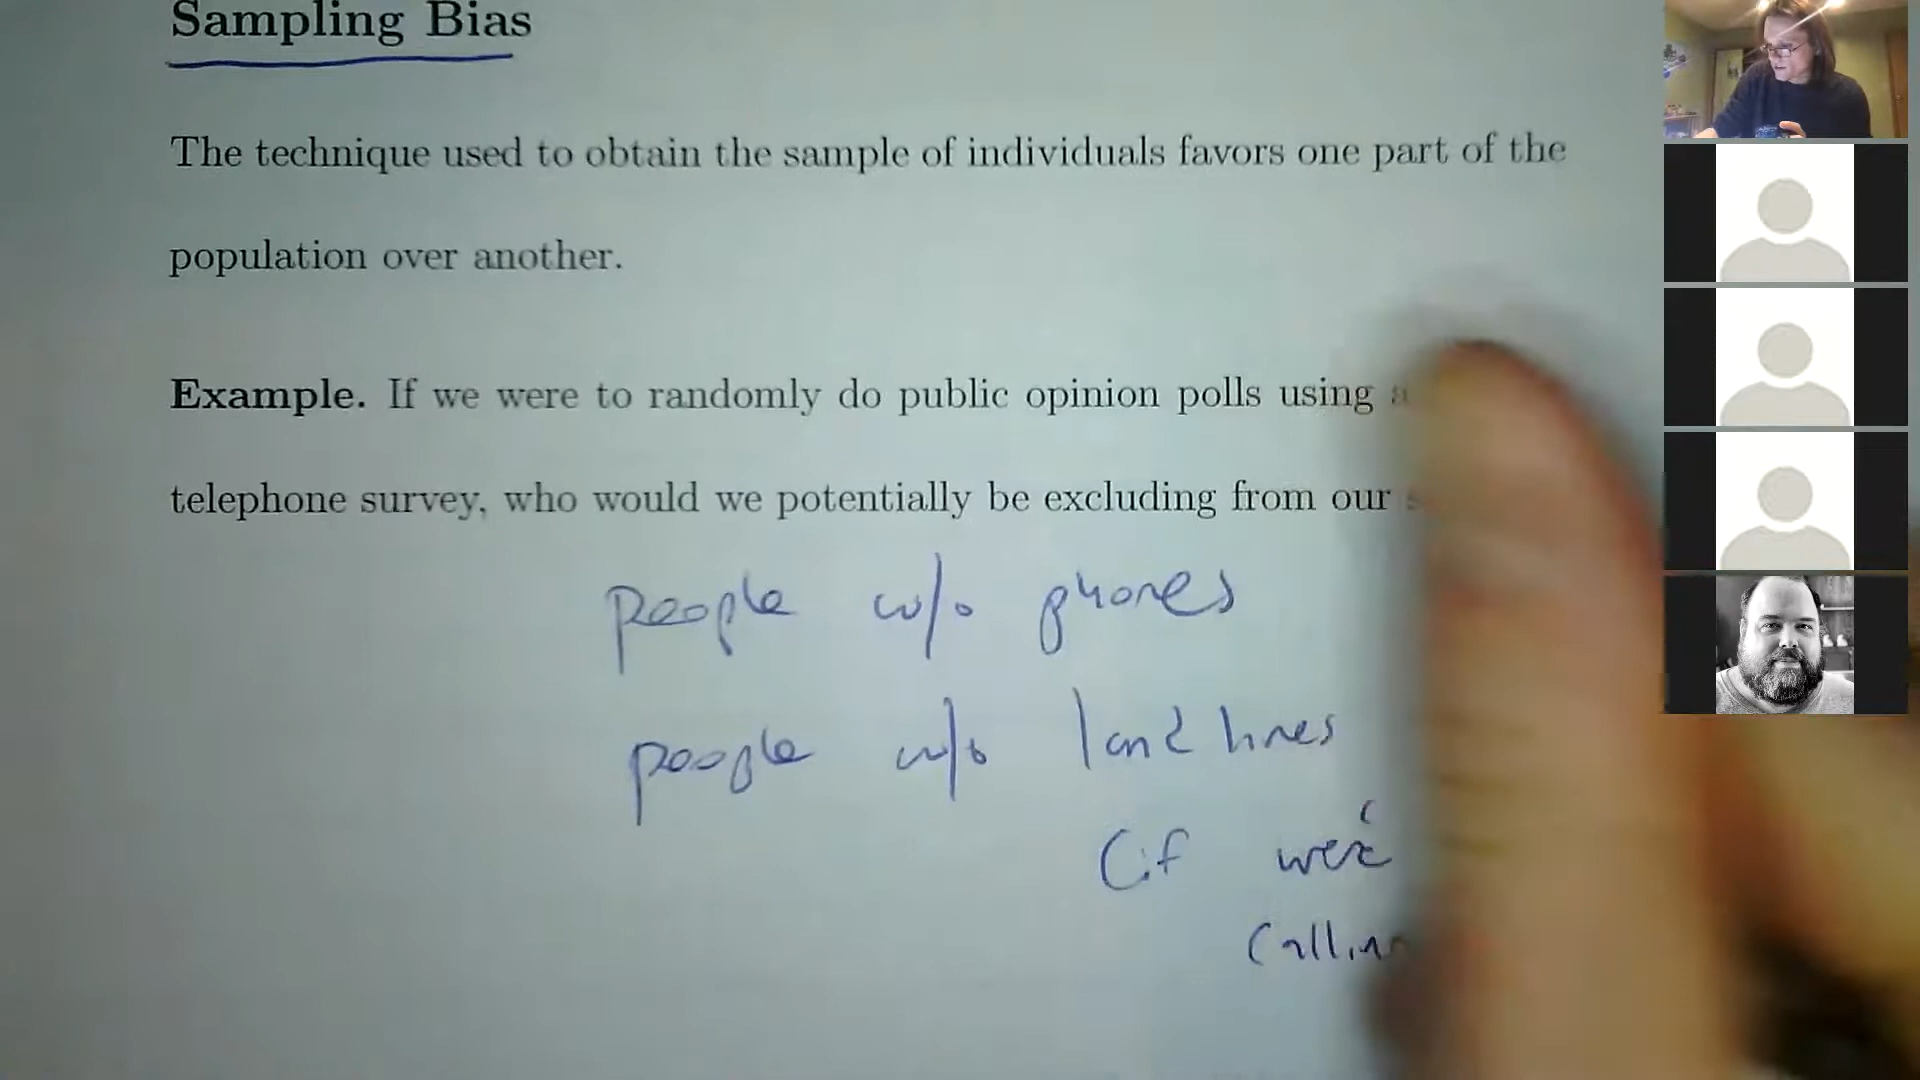 Sampling Bias
The technique used to obtain the sample of individuals favors one part of the
population over another.
Example. If we were to randomly do public opinion polls using
telephone survey, who would we potentially be excluding from our
people w/o phones
people w/o land lines
(if we're